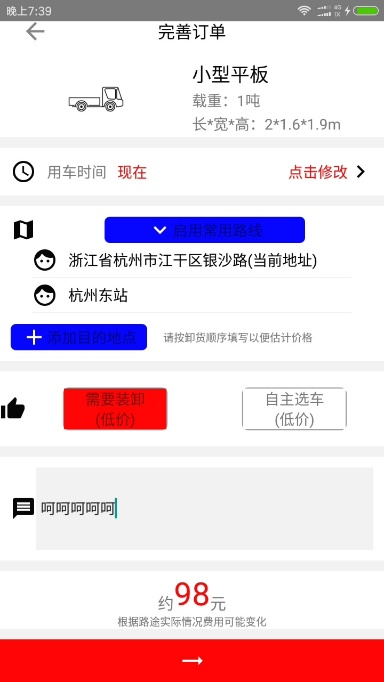 晚上7:39
4G
1X
完善订单
小型平板
载重：1吨
长*宽*高：2*1.6*1.9m
用车时间 现在 点击修改
启用常用路线
浙江省杭州市江干区银沙路(当前地址)
杭州东站
添加目的地点 请按卸货顺序填写以便估计价格
需要装卸
(低价)
自主选车
(低价)
呵呵呵呵呵
约98元
根据路途实际情况费用可能变化